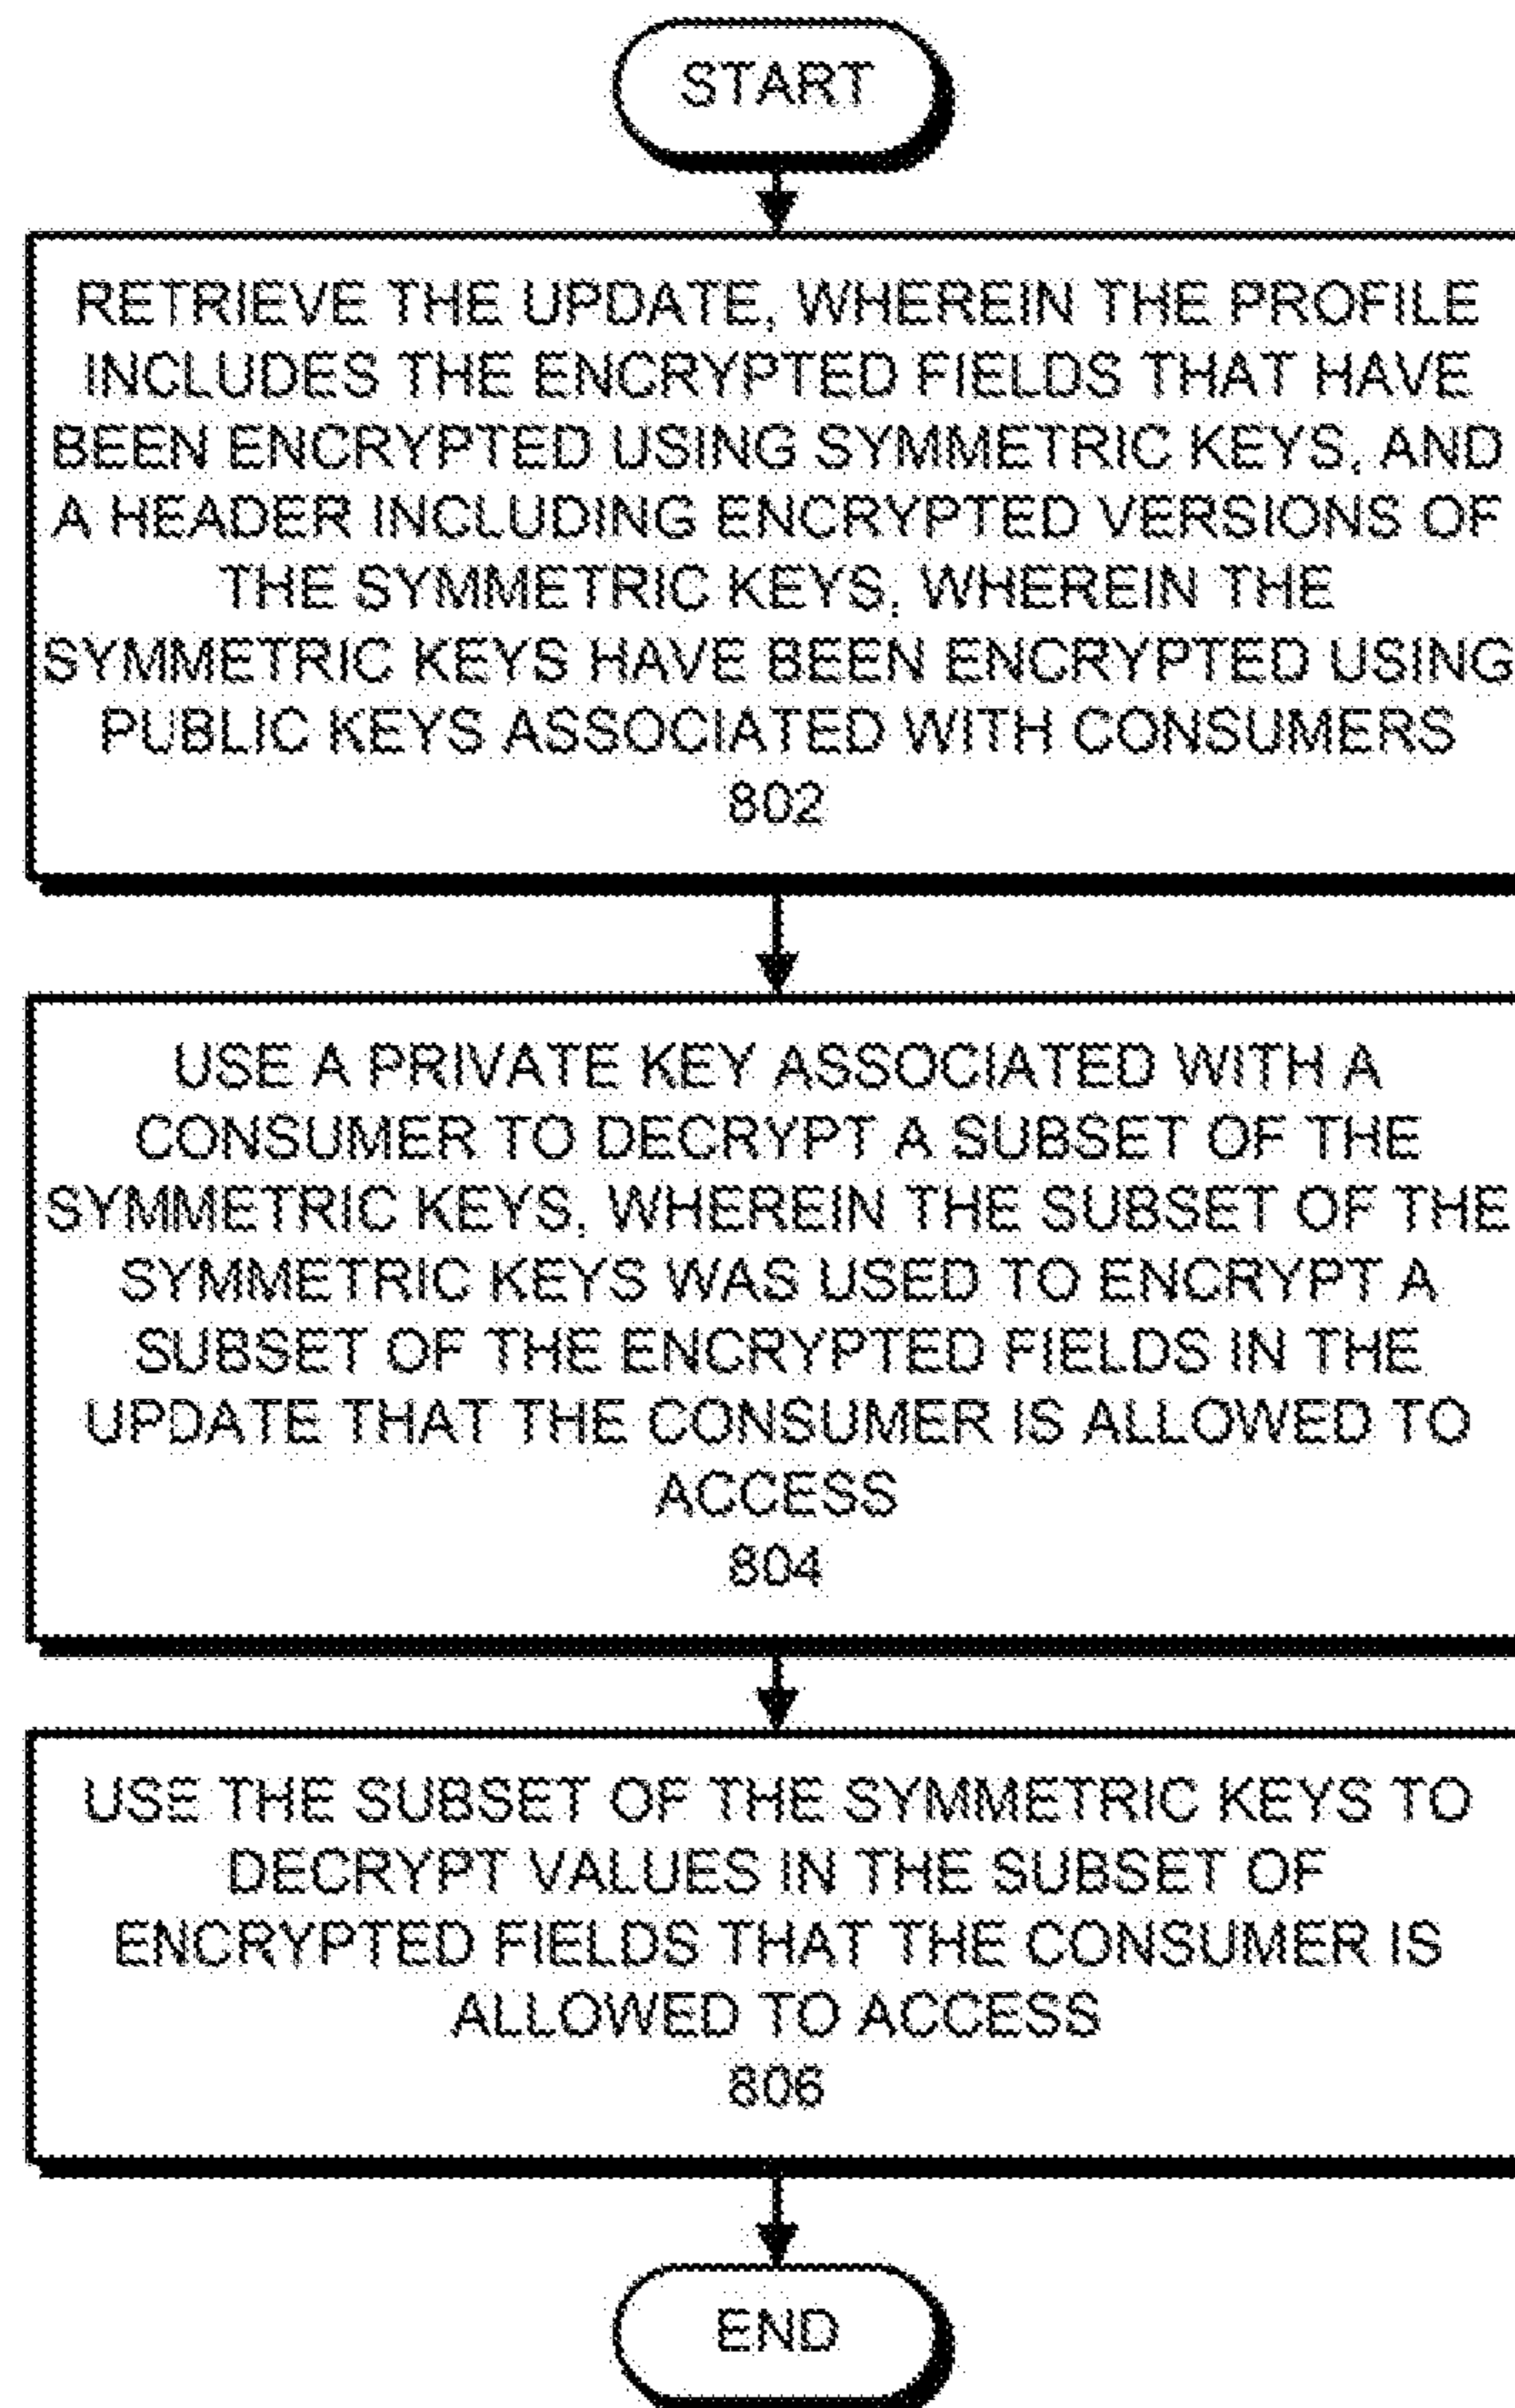 START
RETRIEVE THE UPDATE, WHEREIN THE PROFILE
INCLUDES THE ENCRYPTED FIELDS THAT HAVE
BEEN ENCRYPTED USING SYMMETRIC KEYS, AND
A HEADER INCLUDING ENCRYPTED VERSIONS OF
THE SYMMETRIC KEYS, WHEREIN THE
SYMMETRIC KEYS HAVE BEEN ENCRYPTED USING
PUBLIC KEYS ASSOCIATED WITH CONSUMERS
802
USE A PRIVATE KEY ASSOCIATED WITH A
CONSUMER TO DECRYPT A SUBSET OF THE
SYMMETRIC KEYS, WHEREIN THE SUBSET OF THE
SYMMETRIC KEYS WAS USED TO ENCRYPT A
SUBSET OF THE ENCRYPTED FIELDS IN THE
UPDATE THAT THE CONSUMER IS ALLOWED TO
ACCESS
804
USE THE SUBSET OF THE SYMMETRIC KEYS TO
DECRYPT VALUES IN THE SUBSET OF
ENCRYPTED FIELDS THAT THE CONSUMER IS
ALLOWED TO ACCESS
806
END